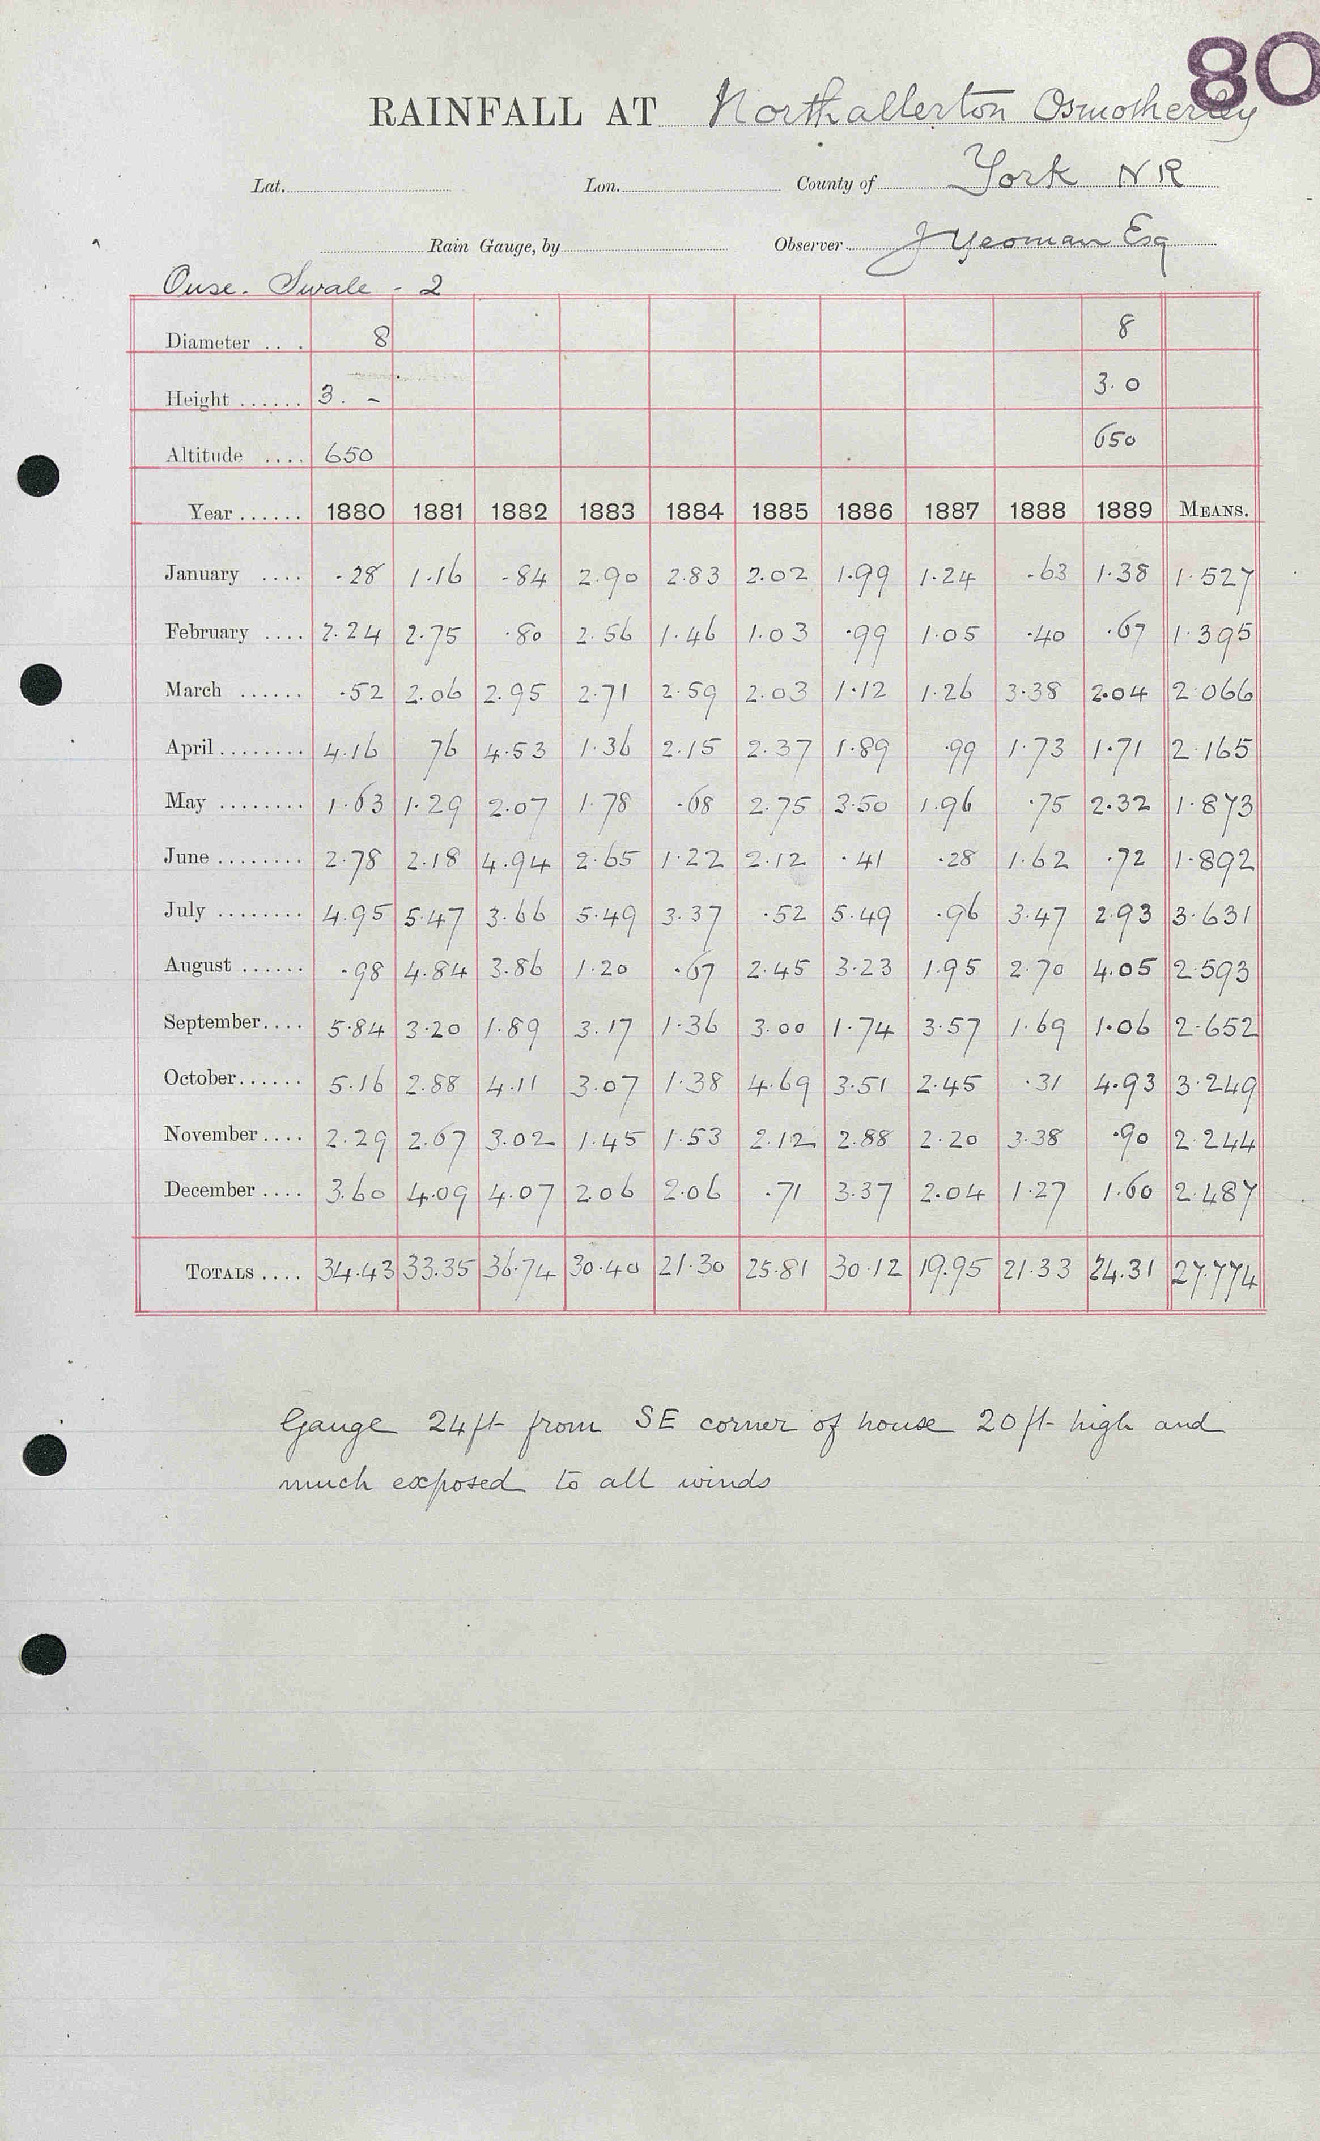 80
RAINFALL AT Northallerton Osmotherley
Lat. Lon. County of York NR
Rain Gauge, by Observer J Yeoman Esq
Ouse. Swale - 2
Diameter ... 8 8
Height ...... 3. - 3.0
Altitude .... 650 650
Year ...... 1880 1881 1882 1883 1884 1885 1886 1887 1888 1889 MEANS.
January .... .28 1.16 .84 2.90 2.83 2.02 1.99 1.24 .63 1.38 1.527
February .... 2.24 2.75 .80 2.56 1.46 1.03 .99 1.05 .40 .67 1.395
March ...... .52 2.06 2.95 2.71 2.59 2.03 1.12 1.26 3.38 2.04 2.066
April ........ 4.16 76 4.53 1.36 2.15 2.37 1.89 .99 1.73 1.71 2.165
May ........ 1.63 1.29 2.07 1.78 .68 2.75 3.50 1.96 .75 2.32 1.873
June ........ 2.78 2.18 4.94 2.65 1.22 2.12 .41 .28 1.62 .72 1.892
July ........ 4.95 5.47 3.66 5.49 3.37 .52 5.49 .96 3.47 2.93 3.631
August ...... .98 4.84 3.86 1.20 .67 2.45 3.23 1.95 2.70 4.05 2.593
September.... 5.84 3.20 1.89 3.17 1.36 3.00 1.74 3.57 1.69 1.06 2.652
October...... 5.16 2.88 4.11 3.07 1.38 4.69 3.51 2.45 .31 4.93 3.249
November .... 2.29 2.67 3.02 1.45 1.53 2.12 2.88 2.20 3.38 .90 2.244
December .... 3.60 4.09 4.07 2.06 2.06 .71 3.37 2.04 1.27 1.60 2.487
TOTALS .... 34.43 33.35 36.74 30.40 21.30 25.81 30.12 19.95 21.33 24.31 27.774
Gauge 24ft from SE corner of house 20ft high and
much exposed to all winds